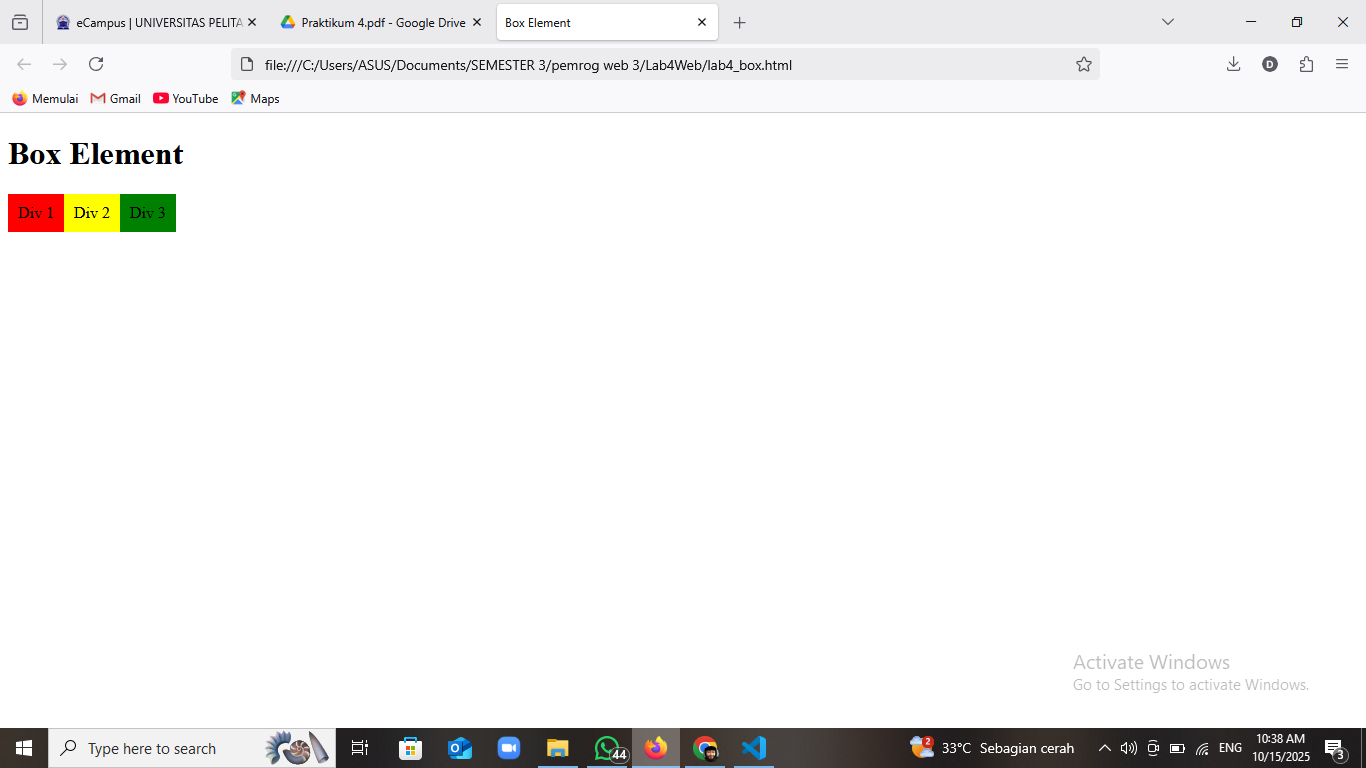 eCampus | UNIVERSITAS PELITA
Praktikum 4.pdf - Google Drive
Box Element
file:///C:/Users/ASUS/Documents/SEMESTER 3/pemrog web 3/Lab4Web/lab4_box.html
D
Memulai
Gmail
YouTube
Maps
Box Element
Div 1
Div 2
Div 3
Activate Windows
Go to Settings to activate Windows.
Type here to search
44
2
33°C Sebagian cerah
ENG
10:38 AM
10/15/2025
3